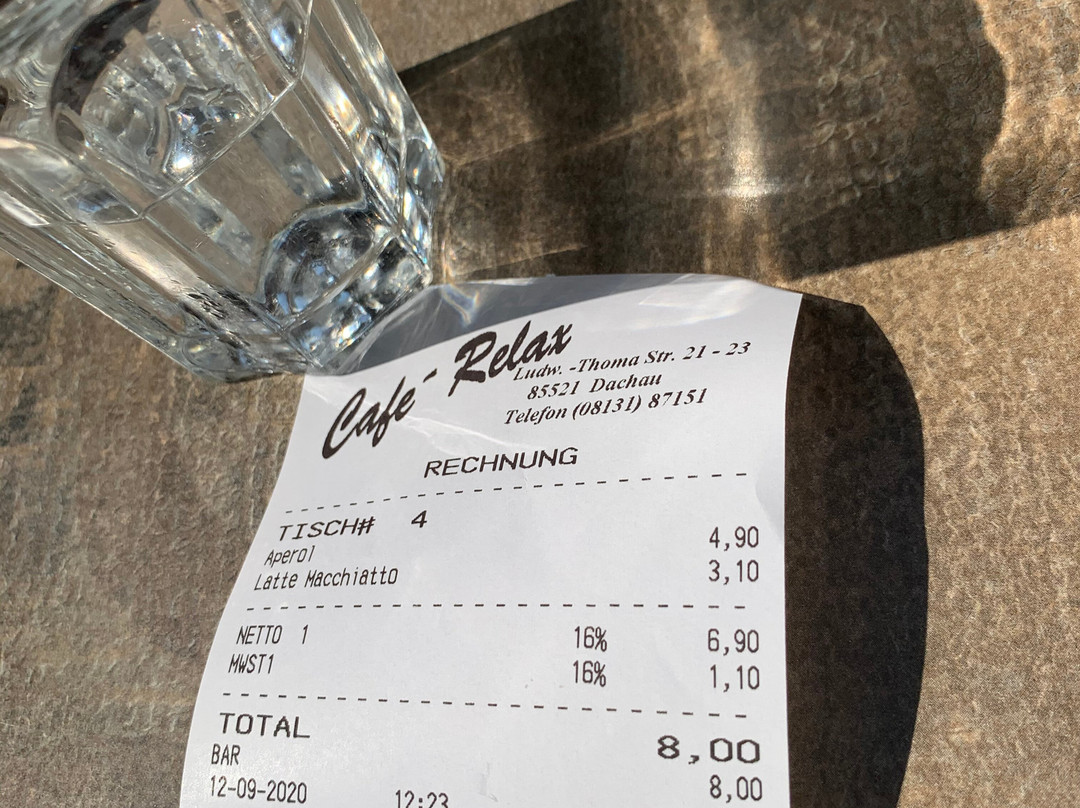 Café - Relax
Ludw. -Thoma Str. 21 - 23
85521 Dachau
Telefon (08131) 87151
RECHNUNG
TISCH# 4
Aperol 4,90
Latte Macchiatto 3,10
NETTO 1 16% 6,90
MWST1 16% 1,10
TOTAL 8,00
BAR 8,00
12-09-2020 12:23